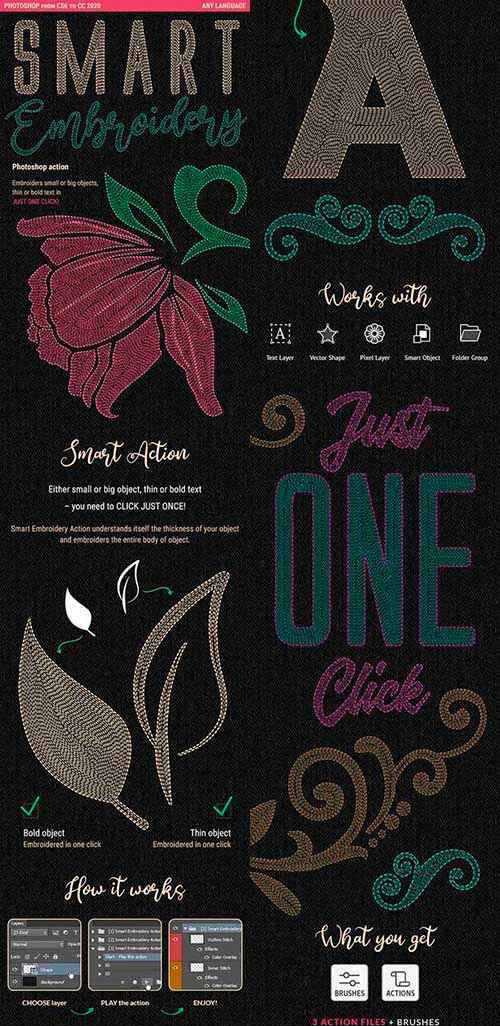 PHOTOSHOP FROM CS6 TO CC 2020
ANY LANGUAGE
SMART
Embroidery
Photoshop action
Embroiders small or big objects,
thin or bold text in
JUST ONE CLICK!
Smart Action
Either small or big object, thin or bold text
– you need to CLICK JUST ONCE!
Smart Embroidery Action understands itself the thickness of your object
and embroiders the entire body of object.
Bold object
Embroidered in one click
Thin object
Embroidered in one click
How it works
CHOOSE layer
PLAY the action
ENJOY!
A
Works with
A
Text Layer
Vector Shape
Pixel Layer
Smart Object
Folder Group
Just
ONE
Click
What you get
BRUSHES
ACTIONS
3 ACTION FILES + BRUSHES